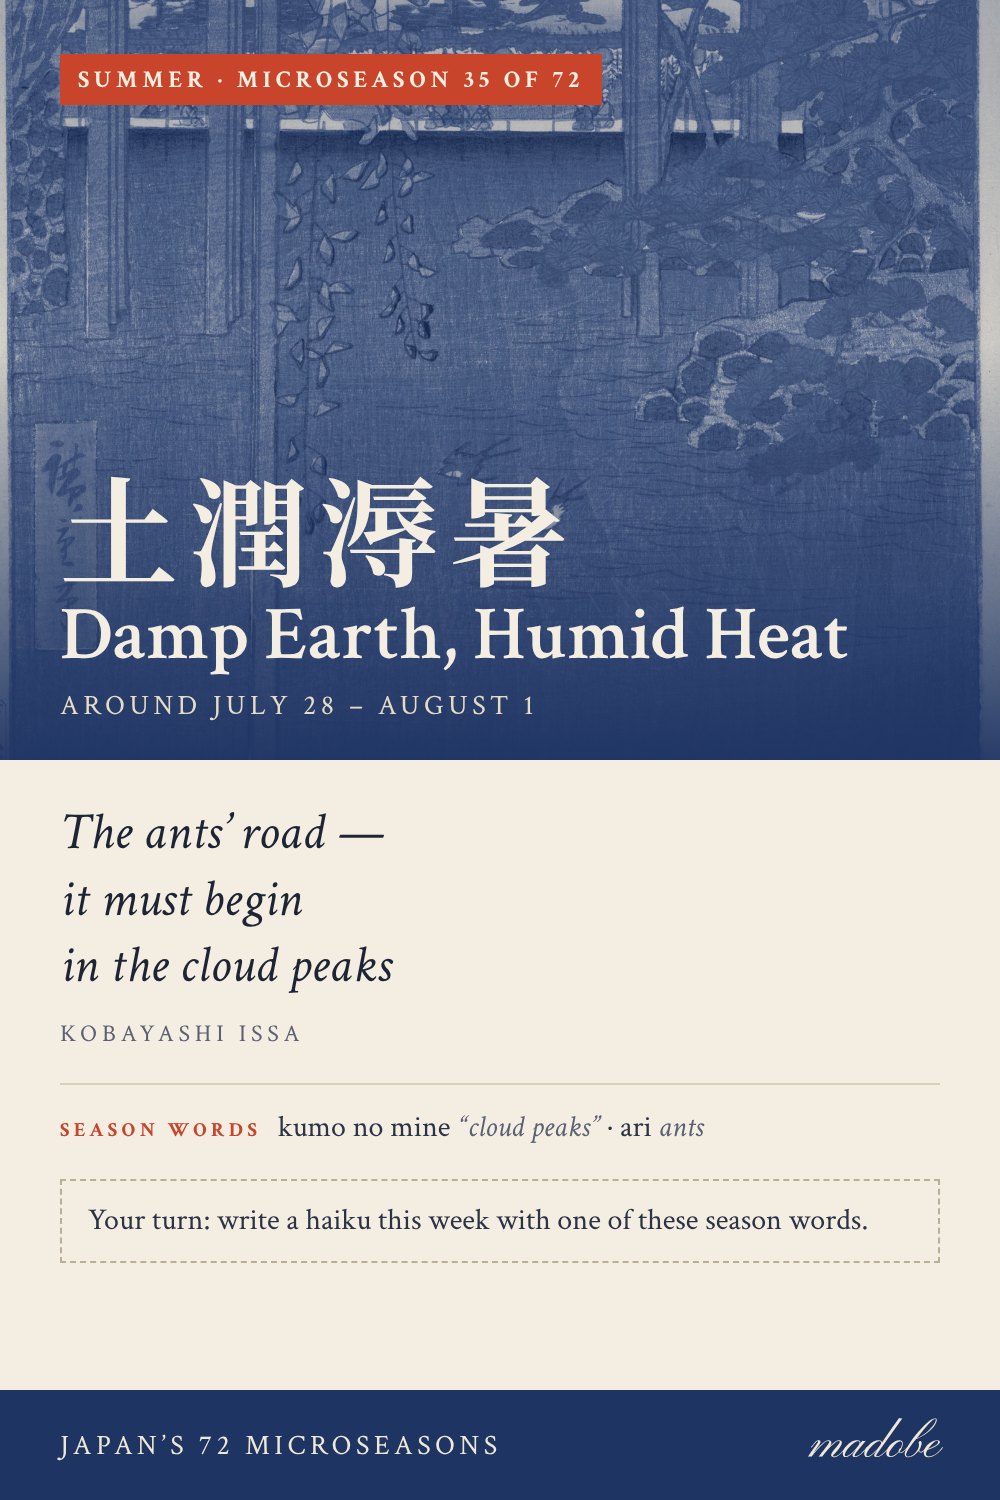 SUMMER · MICROSEASON 35 OF 72
土潤溽暑
Damp Earth, Humid Heat
AROUND JULY 28 – AUGUST 1
The ants’ road —
it must begin
in the cloud peaks
KOBAYASHI ISSA
SEASON WORDS kumo no mine “cloud peaks” · ari ants
Your turn: write a haiku this week with one of these season words.
JAPAN’S 72 MICROSEASONS
madobe